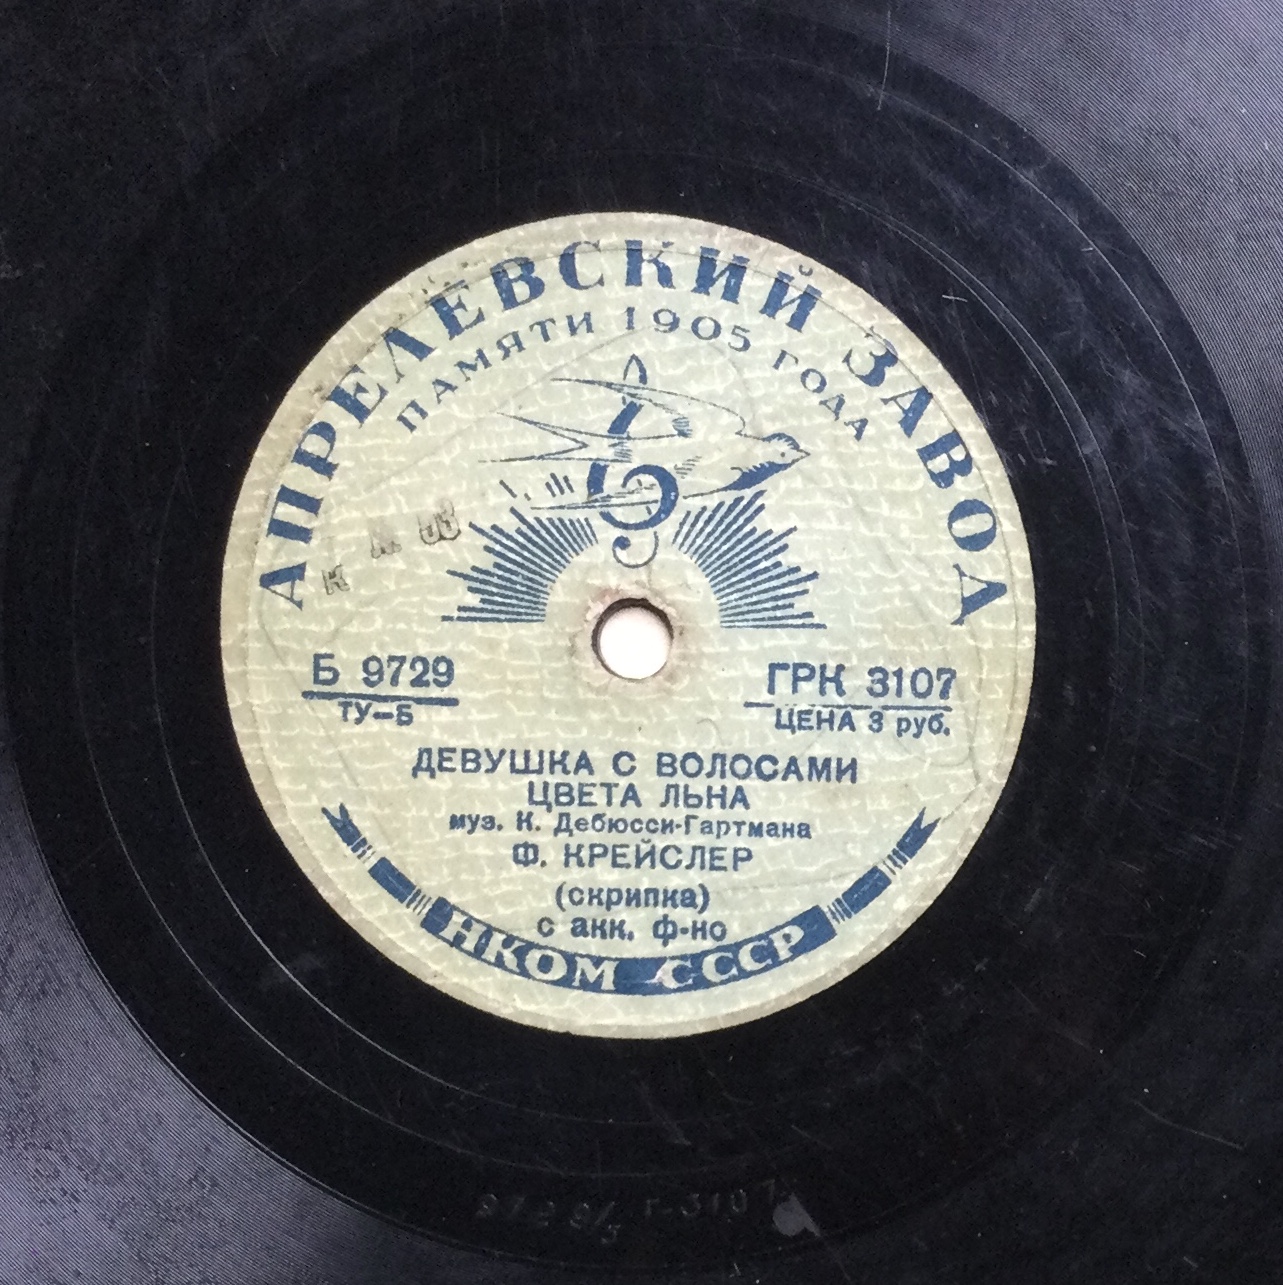 АПРЕЛЕВСКИЙ ЗАВОД
ПАМЯТИ 1905 ГОДА
Б 9729
ТУ-Б
ГРК 3107
ЦЕНА 3 руб.
ДЕВУШКА С ВОЛОСАМИ
ЦВЕТА ЛЬНА
муз. К. Дебюсси-Гартмана
Ф. КРЕЙСЛЕР
(скрипка)
с акк. ф-но
НКОМ СССР
Г-3107